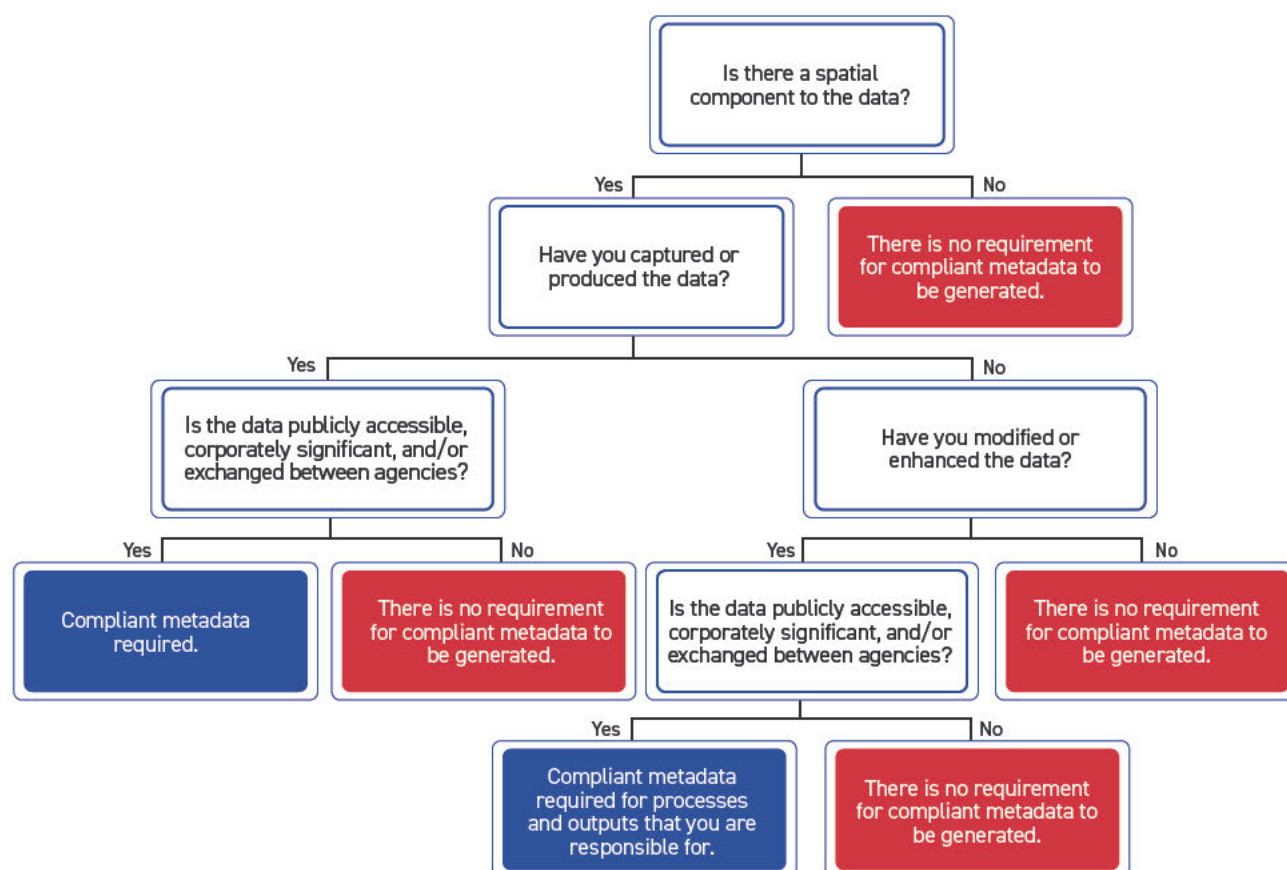 Is there a spatial
component to the data?
Yes
No
Have you captured or
produced the data?
There is no requirement
for compliant metadata to
be generated.
Yes
No
Is the data publicly accessible,
corporately significant, and/or
exchanged between agencies?
Have you modified or
enhanced the data?
Yes
No
Yes
No
Compliant metadata
required.
There is no requirement
for compliant metadata to
be generated.
Is the data publicly accessible,
corporately significant, and/or
exchanged between agencies?
There is no requirement
for compliant metadata to
be generated.
Yes
No
Compliant metadata
required for processes
and outputs that you are
responsible for.
There is no requirement
for compliant metadata to
be generated.